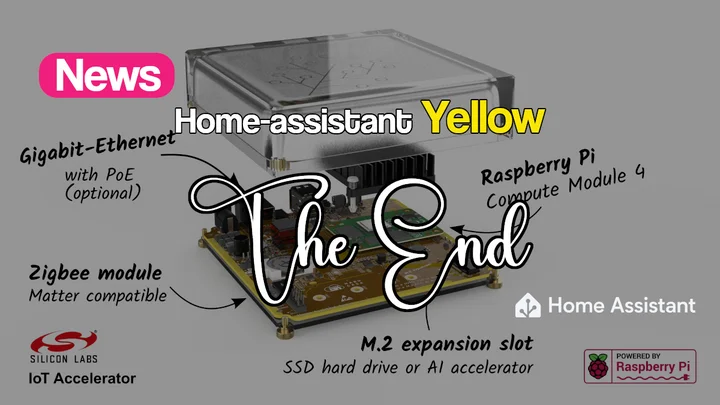 News
Home-assistant Yellow
Gigabit-Ethernet
with PoE
(optional)
Raspberry Pi
Compute Module 4
The End
Zigbee module
Matter compatible
Home Assistant
M.2 expansion slot
SSD hard drive or AI accelerator
SILICON LABS
IoT Accelerator
POWERED BY
Raspberry Pi